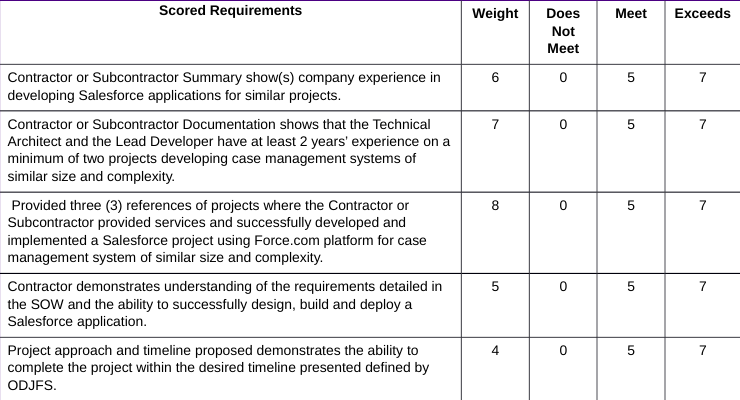 Scored Requirements Weight Does Meet Exceeds
Not
Meet
Contractor or Subcontractor Summary show(s) company experience in 6 0 5 7
developing Salesforce applications for similar projects.
Contractor or Subcontractor Documentation shows that the Technical 7 0 5 7
Architect and the Lead Developer have at least 2 years’ experience on a
minimum of two projects developing case management systems of
similar size and complexity.
Provided three (3) references of projects where the Contractor or 8 0 5 7
Subcontractor provided services and successfully developed and
implemented a Salesforce project using Force.com platform for case
management system of similar size and complexity.
Contractor demonstrates understanding of the requirements detailed in 5 0 5 7
the SOW and the ability to successfully design, build and deploy a
Salesforce application.
Project approach and timeline proposed demonstrates the ability to 4 0 5 7
complete the project within the desired timeline presented defined by
ODJFS.